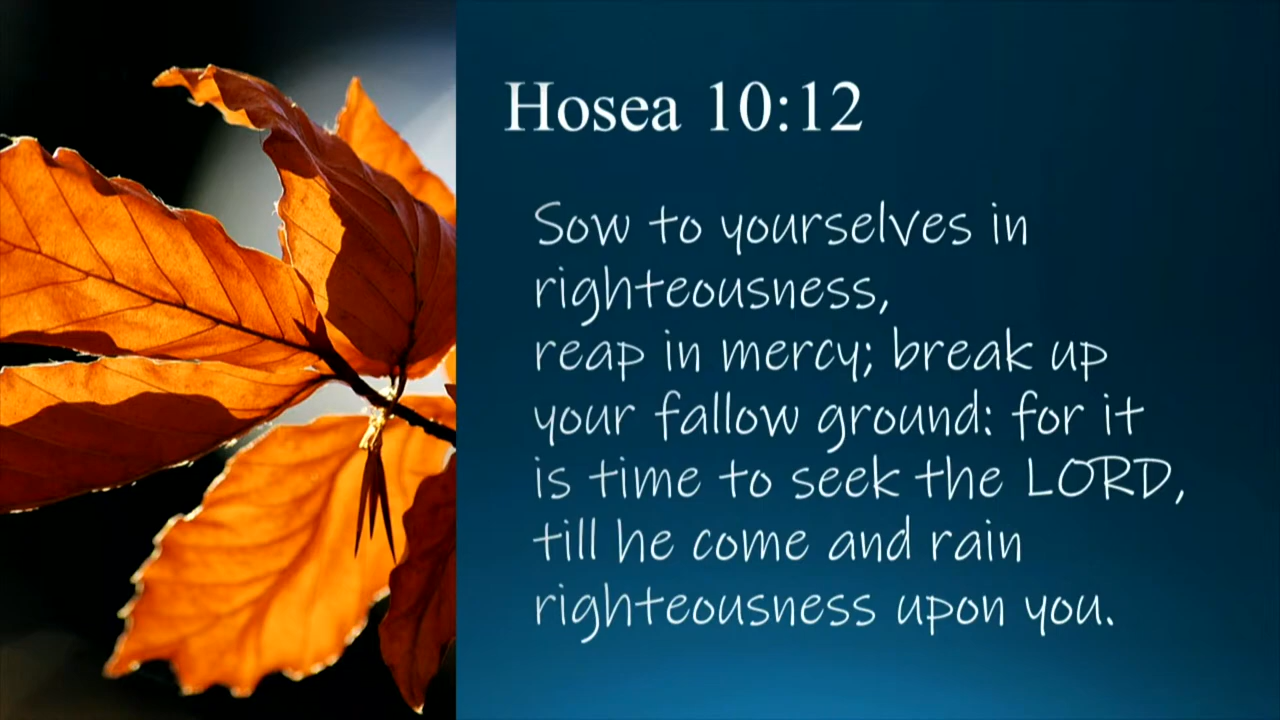 Hosea 10:12
Sow to yourselves in
righteousness,
reap in mercy; break up
your fallow ground: for it
is time to seek the LORD,
till he come and rain
righteousness upon you.